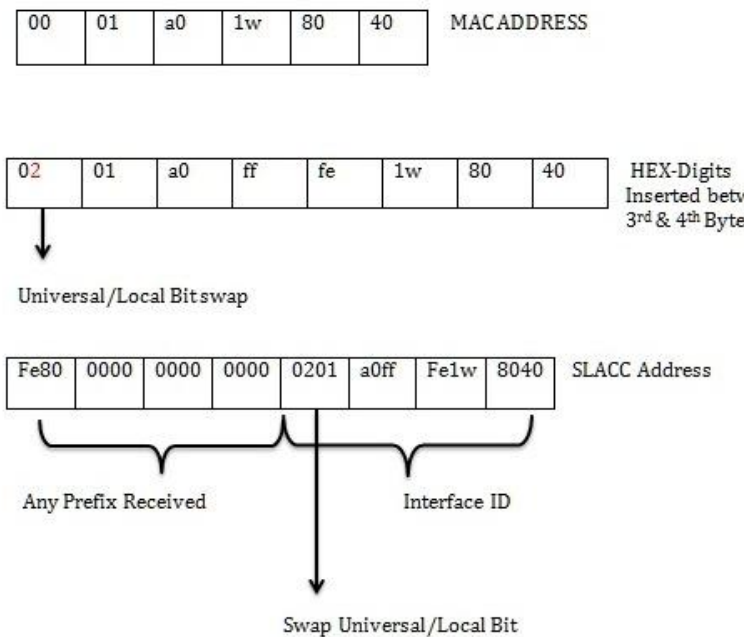 00 01 a0 1w 80 40 MAC ADDRESS
02 01 a0 ff fe 1w 80 40 HEX-Digits
Inserted betw
3rd & 4th Byte
Universal/Local Bit swap
Fe80 0000 0000 0000 0201 a0ff Fe1w 8040 SLACC Address
Any Prefix Received Interface ID
Swap Universal/Local Bit